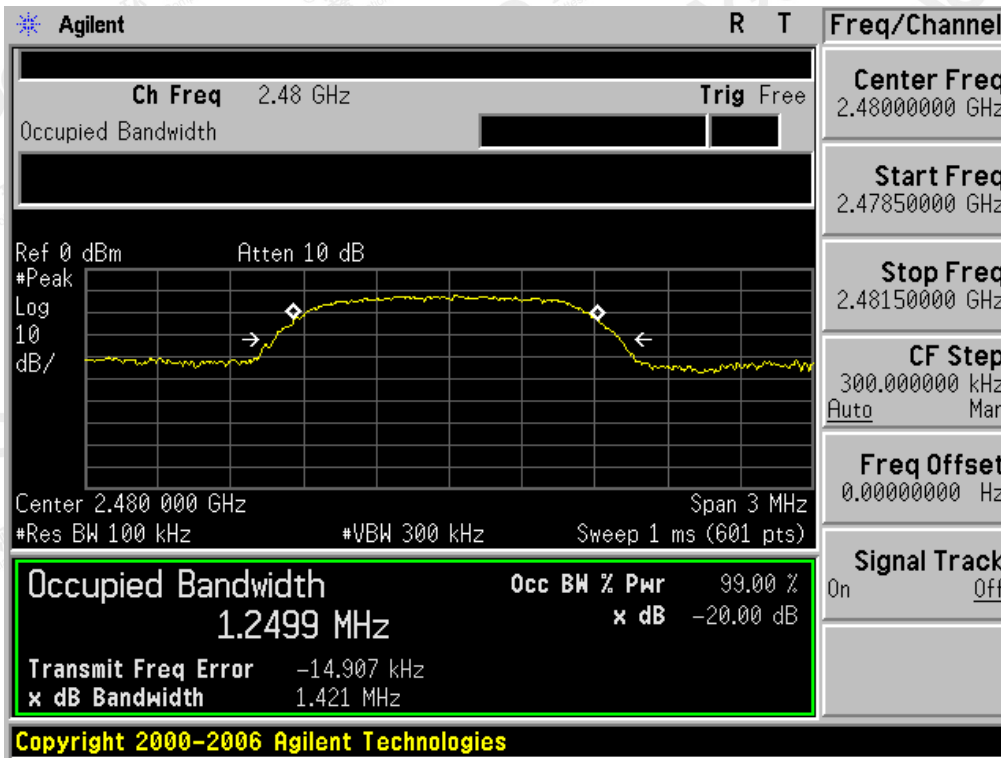 Agilent R T Freq/Channel
Ch Freq 2.48 GHz Trig Free
Occupied Bandwidth
Center Freq
2.48000000 GHz
Start Freq
2.47850000 GHz
Stop Freq
2.48150000 GHz
CF Step
300.000000 kHz
Auto Man
Freq Offset
0.00000000 Hz
Signal Track
On Off
Ref 0 dBm Atten 10 dB
#Peak
Log
10
dB/
Center 2.480 000 GHz Span 3 MHz
#Res BW 100 kHz #VBW 300 kHz Sweep 1 ms (601 pts)
Occupied Bandwidth Occ BW % Pwr 99.00 %
1.2499 MHz x dB -20.00 dB
Transmit Freq Error -14.907 kHz
x dB Bandwidth 1.421 MHz
Copyright 2000-2006 Agilent Technologies